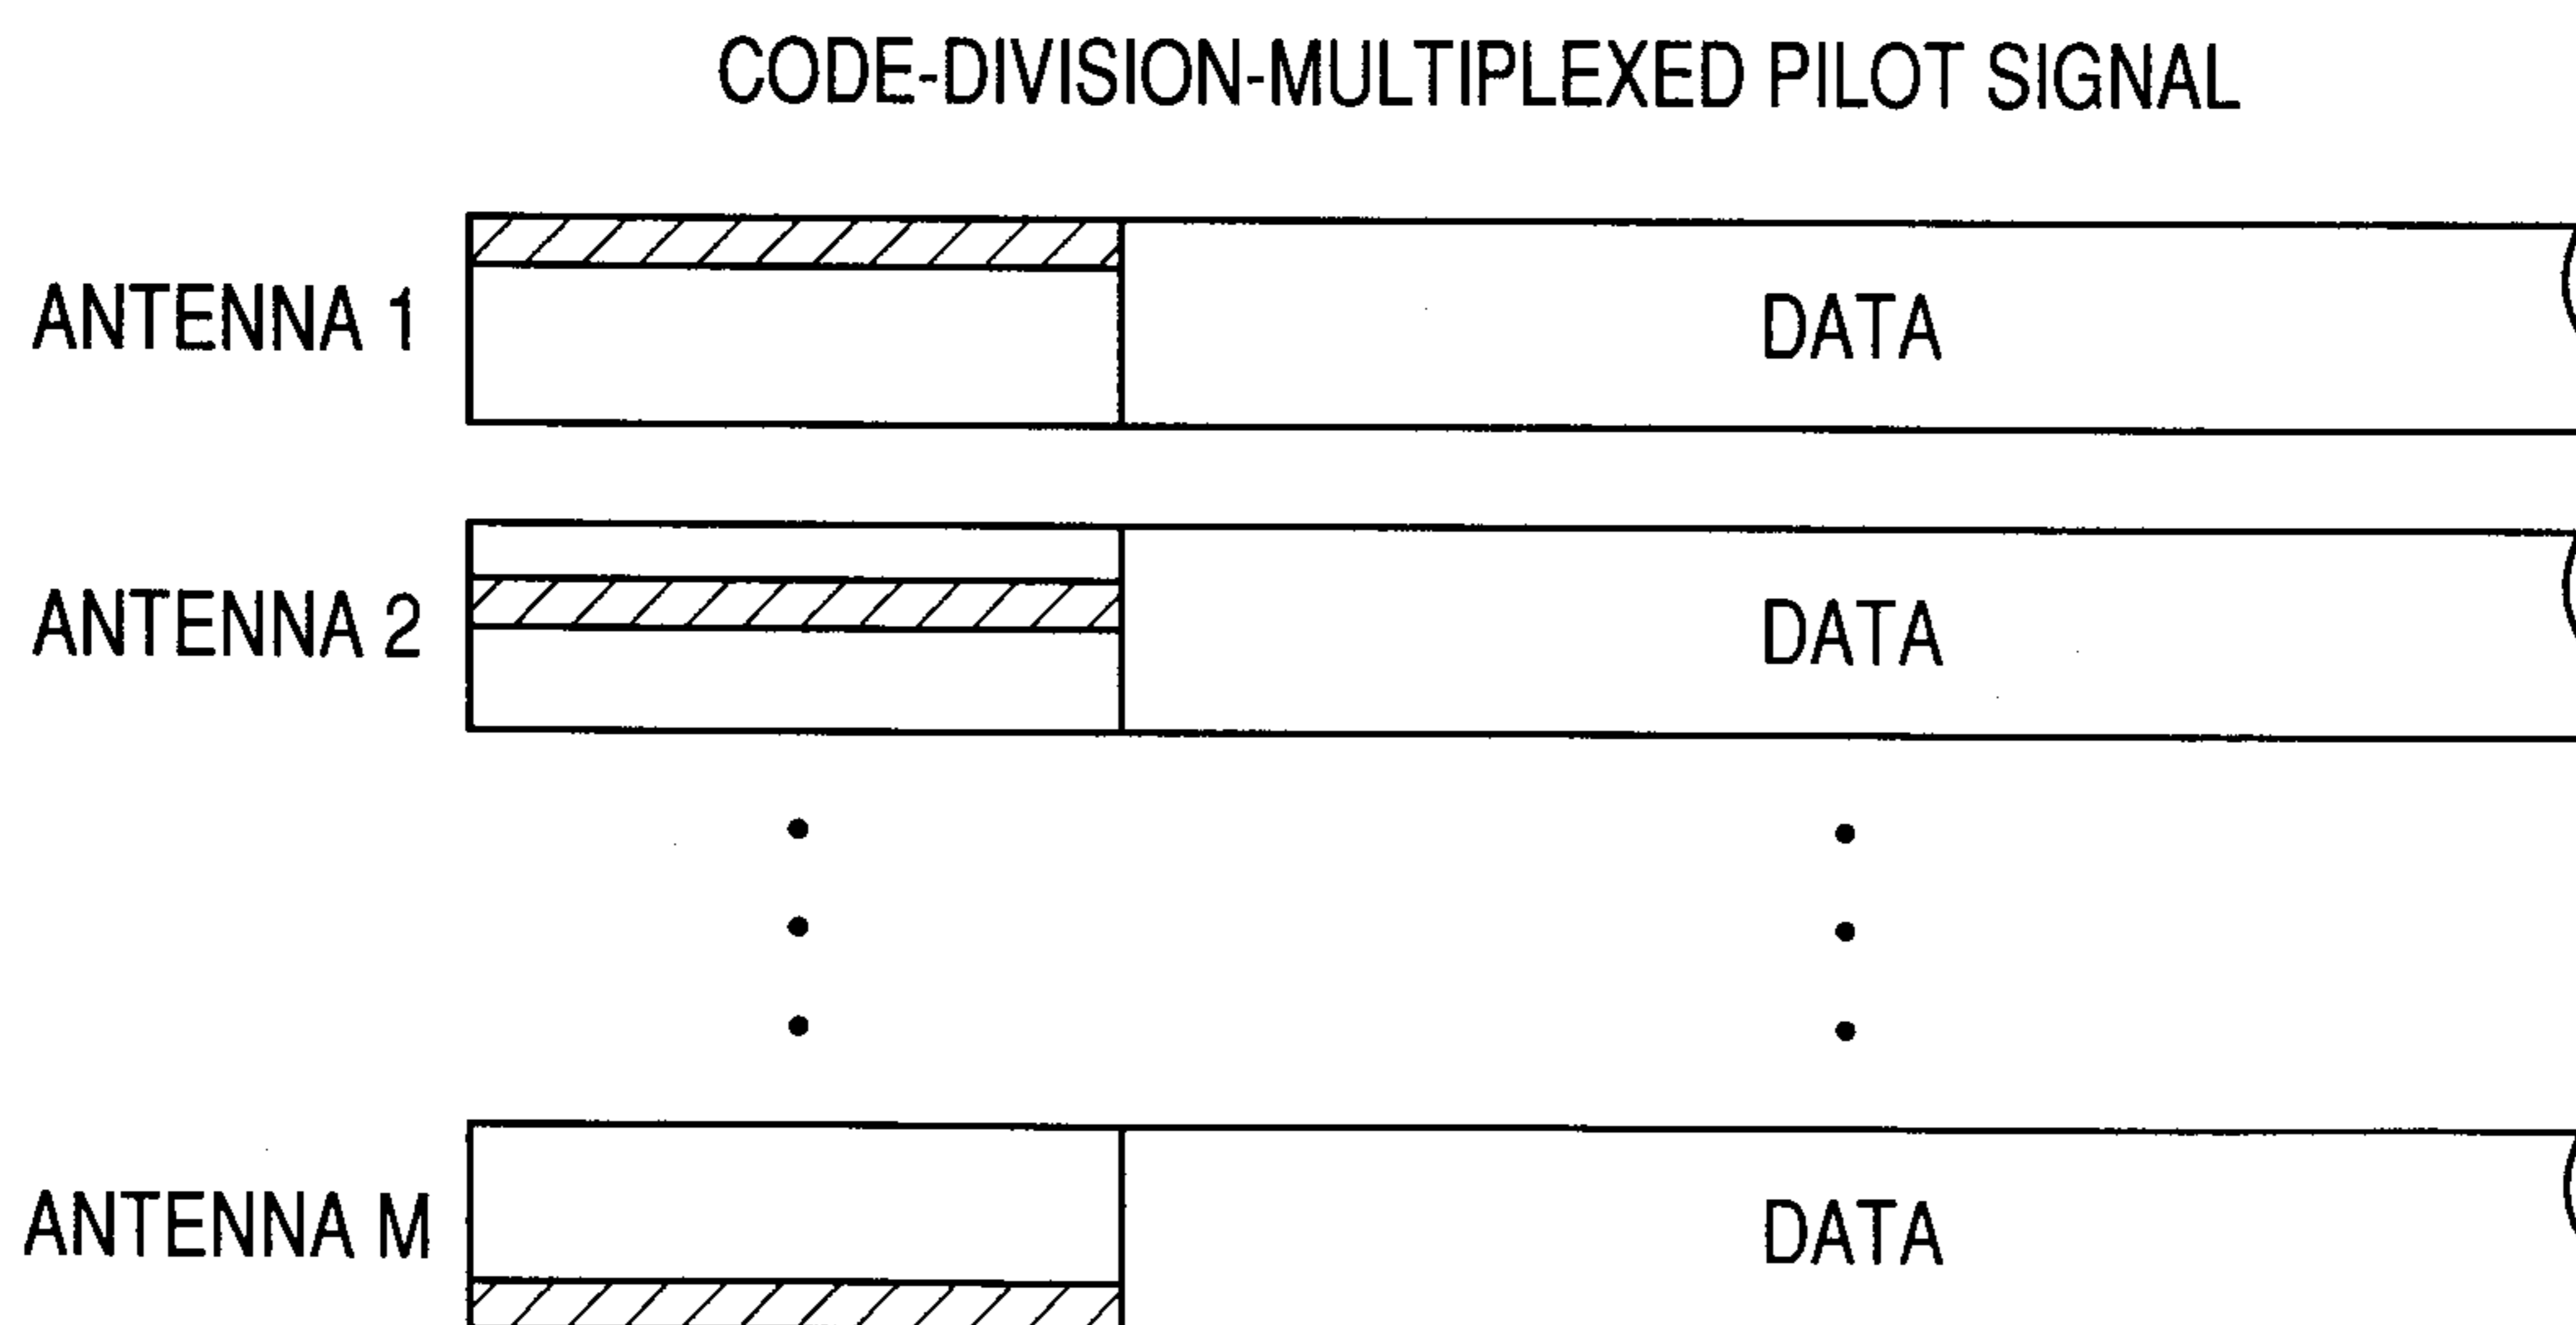 CODE-DIVISION-MULTIPLEXED PILOT SIGNAL
ANTENNA 1 DATA
ANTENNA 2 DATA
ANTENNA M DATA